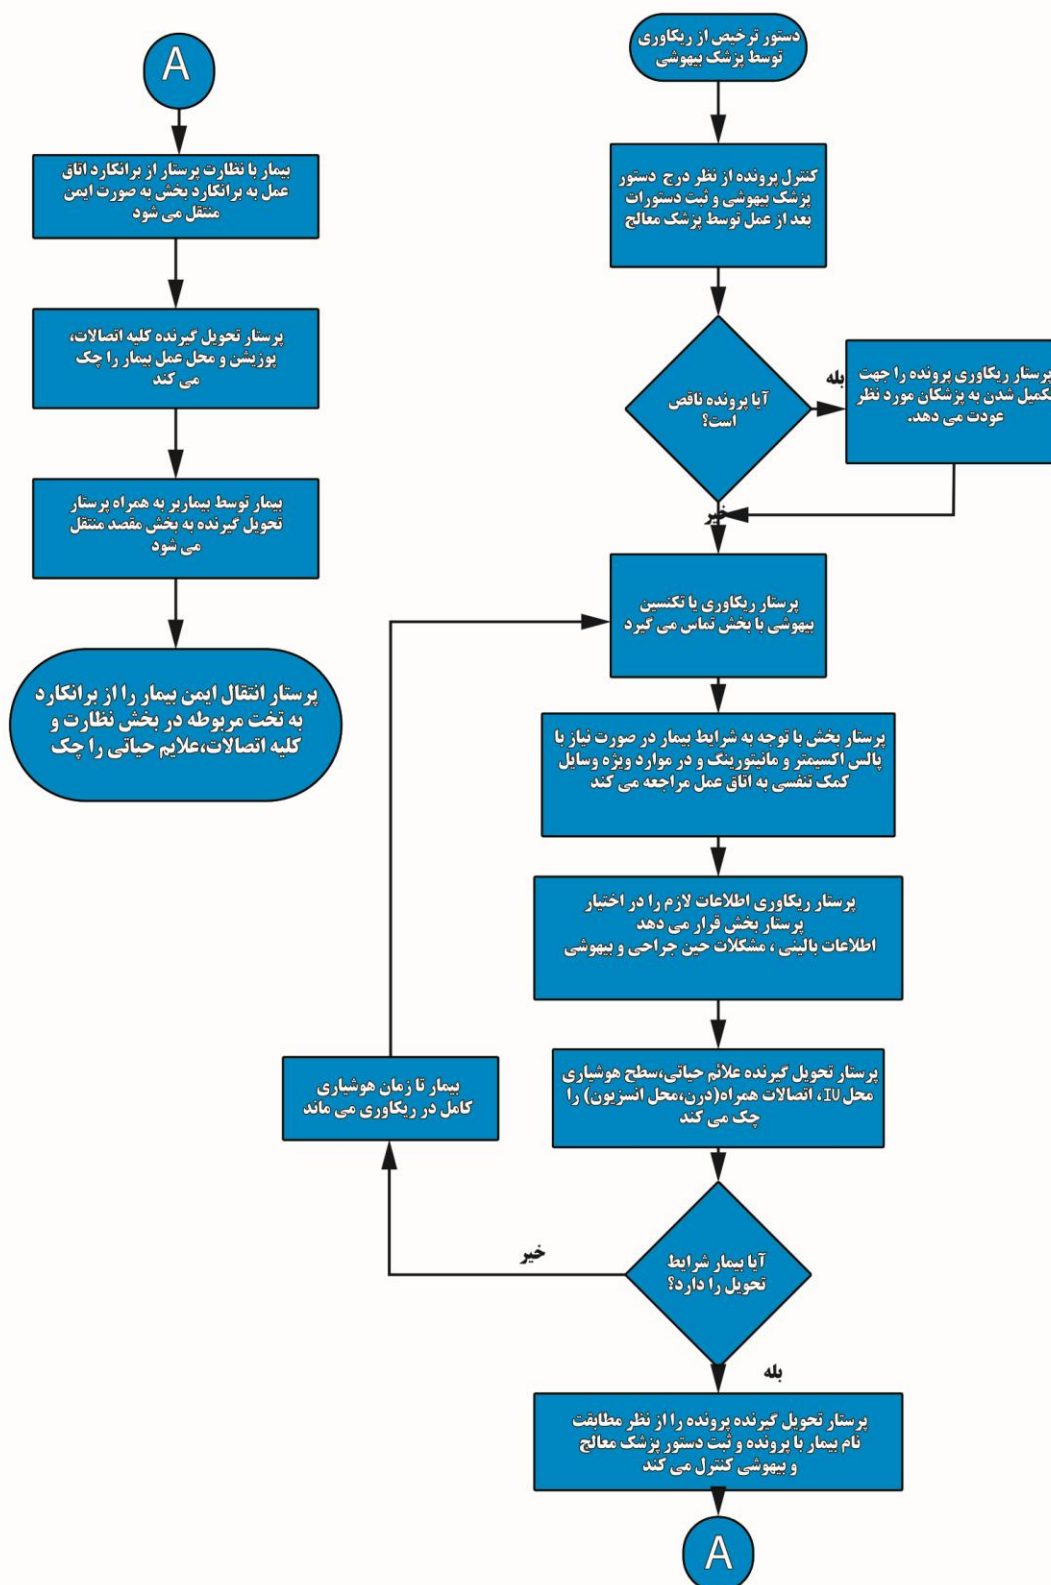 دستور ترخیص از ریکاوری
توسط پزشک بیهوشی
کنترل پرونده از نظر درج دستور
پزشک بیهوشی و ثبت دستورات
بعد از عمل توسط پزشک معالج
آیا پرونده ناقص
است؟
بله
پرستار ریکاوری پرونده را جهت
تکمیل شدن به پزشکان مورد نظر
عودت می دهد.
خیر
پرستار ریکاوری یا تکنسین
بیهوشی با بخش تماس می گیرد
پرستار بخش با توجه به شرایط بیمار در صورت نیاز با
پالس اکسیمتر و مانیتورینگ و در موارد ویژه وسایل
کمک تنفسی به اتاق عمل مراجعه می کند
پرستار ریکاوری اطلاعات لازم را در اختیار
پرستار بخش قرار می دهد
اطلاعات بالینی ، مشکلات حین جراحی و بیهوشی
پرستار تحویل گیرنده علائم حیاتی،سطح هوشیاری
محل IV، اتصالات همراه(درن،محل انسزیون) را
چک می کند
آیا بیمار شرایط
تحویل را دارد؟
خیر
بیمار تا زمان هوشیاری
کامل در ریکاوری می ماند
بله
پرستار تحویل گیرنده پرونده را از نظر مطابقت
نام بیمار با پرونده و ثبت دستور پزشک معالج
و بیهوشی کنترل می کند
A
A
بیمار با نظارت پرستار از برانکارد اتاق
عمل به برانکارد بخش به صورت ایمن
منتقل می شود
پرستار تحویل گیرنده کلیه اتصالات،
پوزیشن و محل عمل بیمار را چک
می کند
بیمار توسط بیماربر به همراه پرستار
تحویل گیرنده به بخش مقصد منتقل
می شود
پرستار انتقال ایمن بیمار را از برانکارد
به تخت مربوطه در بخش نظارت و
کلیه اتصالات،علایم حیاتی را چک